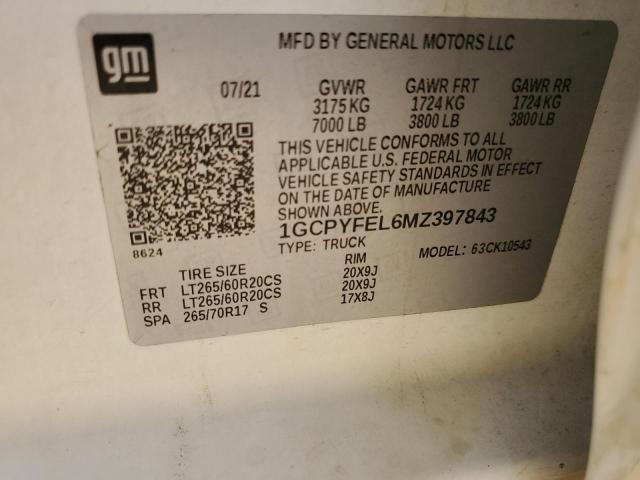 gm
MFD BY GENERAL MOTORS LLC
07/21 GVWR GAWR FRT GAWR RR
3175 KG 1724 KG 1724 KG
7000 LB 3800 LB 3800 LB
THIS VEHICLE CONFORMS TO ALL
APPLICABLE U.S. FEDERAL MOTOR
VEHICLE SAFETY STANDARDS IN EFFECT
ON THE DATE OF MANUFACTURE
SHOWN ABOVE.
1GCPYFEL6MZ397843
8624 TYPE: TRUCK MODEL: 63CK10543
TIRE SIZE RIM
FRT LT265/60R20CS 20X9J
RR LT265/60R20CS 20X9J
SPA 265/70R17 S 17X8J